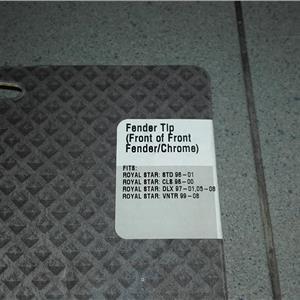 Fender Tip
(Front of Front
Fender/Chrome)
FITS:
ROYAL STAR: STD 96-01
ROYAL STAR: CLS 96-00
ROYAL STAR: DLX 97-01,05-08
ROYAL STAR: VNTR 99-08